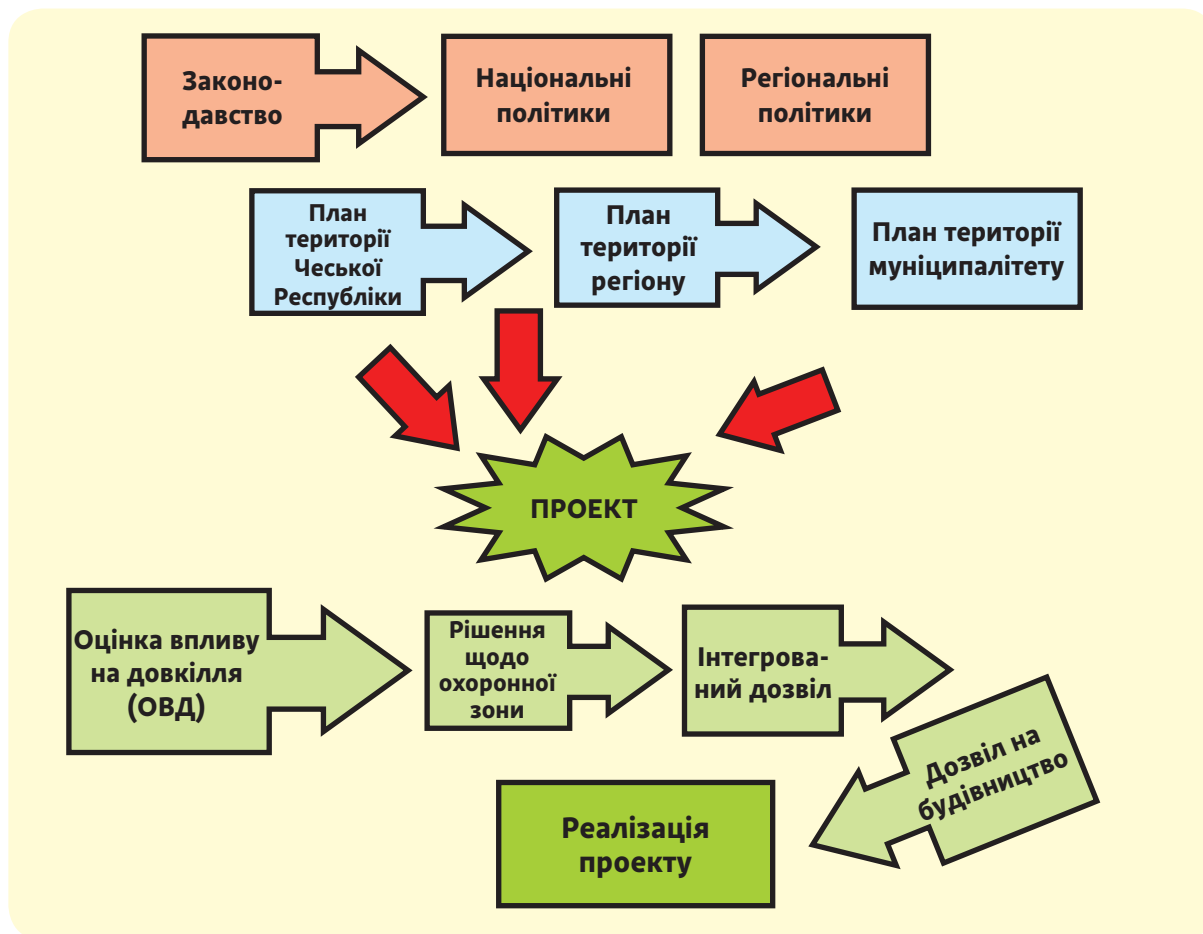 Законо-
давство
Національні
політики
Регіональні
політики
План
території
Чеської
Республіки
План
території
регіону
План території
муніципалітету
ПРОЕКТ
Оцінка впливу
на довкілля
(ОВД)
Рішення
щодо
охоронної
зони
Інтегрова-
ний дозвіл
Дозвіл на
будівництво
Реалізація
проекту